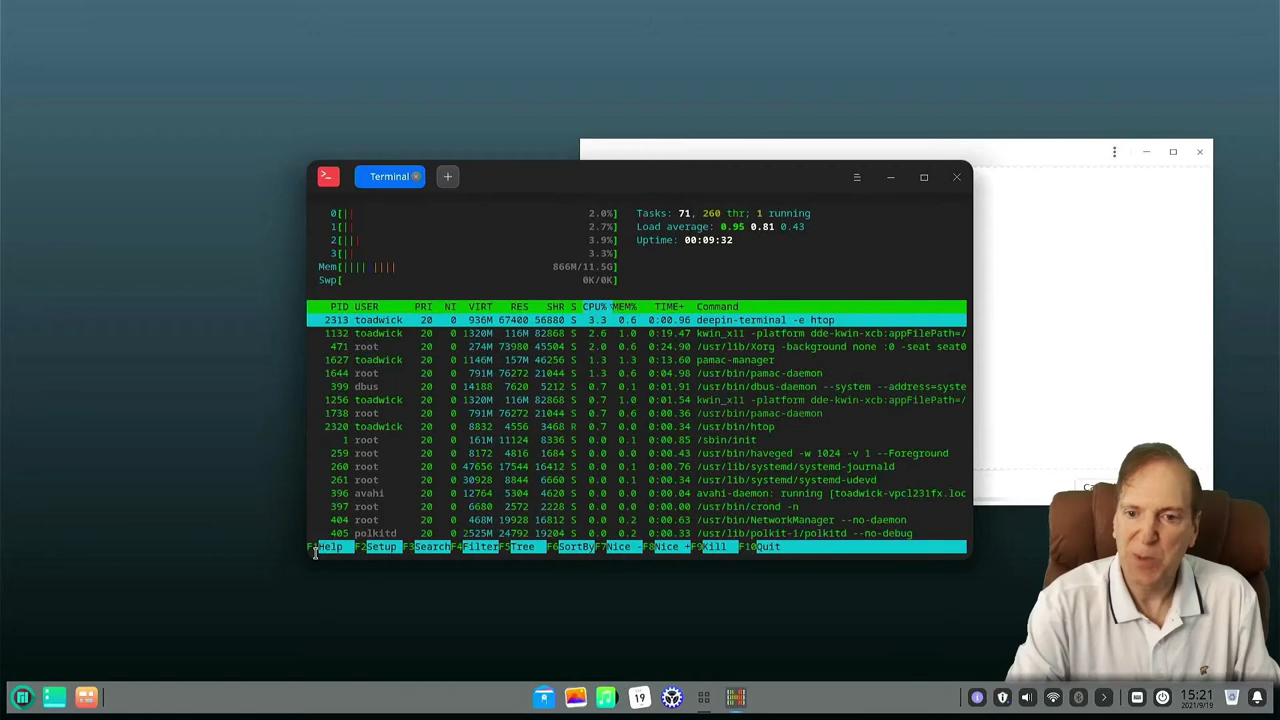 Terminal
0[|| 2.0%]
1[|| 2.7%]
2[||| 3.9%]
3[|| 3.3%]
Mem[|||| |||| 866M/11.5G]
Swp[ 0K/0K]
Tasks: 71, 260 thr; 1 running
Load average: 0.95 0.81 0.43
Uptime: 00:09:32
PID USER PRI NI VIRT RES SHR S CPU% MEM% TIME+ Command
2313 toadwick 20 0 936M 67400 56880 S 3.3 0.6 0:00.96 deepin-terminal -e htop
1132 toadwick 20 0 1320M 116M 82868 S 2.6 1.0 0:19.47 kwin_x11 -platform dde-kwin-xcb:appFilePath=/
471 root 20 0 274M 73980 45504 S 2.0 0.6 0:24.90 /usr/lib/Xorg -background none :0 -seat seat0
1627 toadwick 20 0 1146M 157M 46256 S 1.3 1.3 0:13.60 pamac-manager
1644 root 20 0 791M 76272 21044 S 1.3 0.6 0:04.98 /usr/bin/pamac-daemon
399 dbus 20 0 14188 7620 5212 S 0.7 0.1 0:01.91 /usr/bin/dbus-daemon --system --address=syste
1256 toadwick 20 0 1320M 116M 82868 S 0.7 1.0 0:01.54 kwin_x11 -platform dde-kwin-xcb:appFilePath=/
1738 root 20 0 791M 76272 21044 S 0.7 0.6 0:00.36 /usr/bin/pamac-daemon
2320 toadwick 20 0 8832 4556 3468 R 0.7 0.0 0:00.34 /usr/bin/htop
1 root 20 0 161M 11124 8336 S 0.0 0.1 0:00.85 /sbin/init
259 root 20 0 8172 4816 1684 S 0.0 0.0 0:00.43 /usr/bin/haveged -w 1024 -v 1 --Foreground
260 root 20 0 47656 17544 16412 S 0.0 0.1 0:00.76 /usr/lib/systemd/systemd-journald
261 root 20 0 30928 8844 6660 S 0.0 0.1 0:00.34 /usr/lib/systemd/systemd-udevd
396 avahi 20 0 12764 5304 4620 S 0.0 0.0 0:00.04 avahi-daemon: running [toadwick-vpcl231fx.loc
397 root 20 0 6680 2572 2228 S 0.0 0.0 0:00.00 /usr/bin/crond -n
404 root 20 0 468M 19928 16812 S 0.0 0.2 0:00.63 /usr/bin/NetworkManager --no-daemon
405 polkitd 20 0 2525M 24792 19204 S 0.0 0.2 0:00.33 /usr/lib/polkit-1/polkitd --no-debug
F1Help F2Setup F3SearchF4FilterF5Tree F6SortByF7Nice -F8Nice +F9Kill F10Quit
19
15:21
2021/9/19